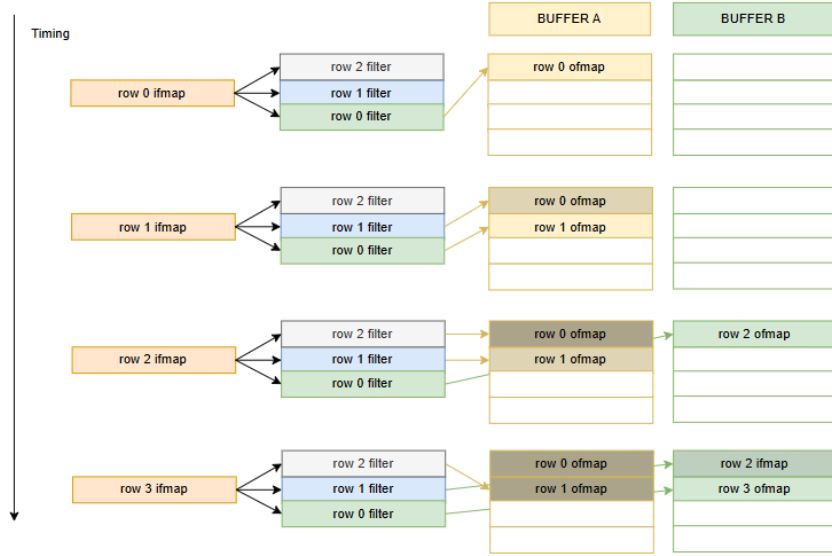 BUFFER A
BUFFER B
Timing
row 2 filter
row 0 ofmap
row 0 ifmap
row 1 filter
row 0 filter
row 2 filter
row 0 ofmap
row 1 ifmap
row 1 filter
row 1 ofmap
row 0 filter
row 2 filter
row 0 ofmap
row 2 ofmap
row 2 ifmap
row 1 filter
row 1 ofmap
row 0 filter
row 2 filter
row 0 ofmap
row 2 ifmap
row 3 ifmap
row 1 filter
row 1 ofmap
row 3 ofmap
row 0 filter